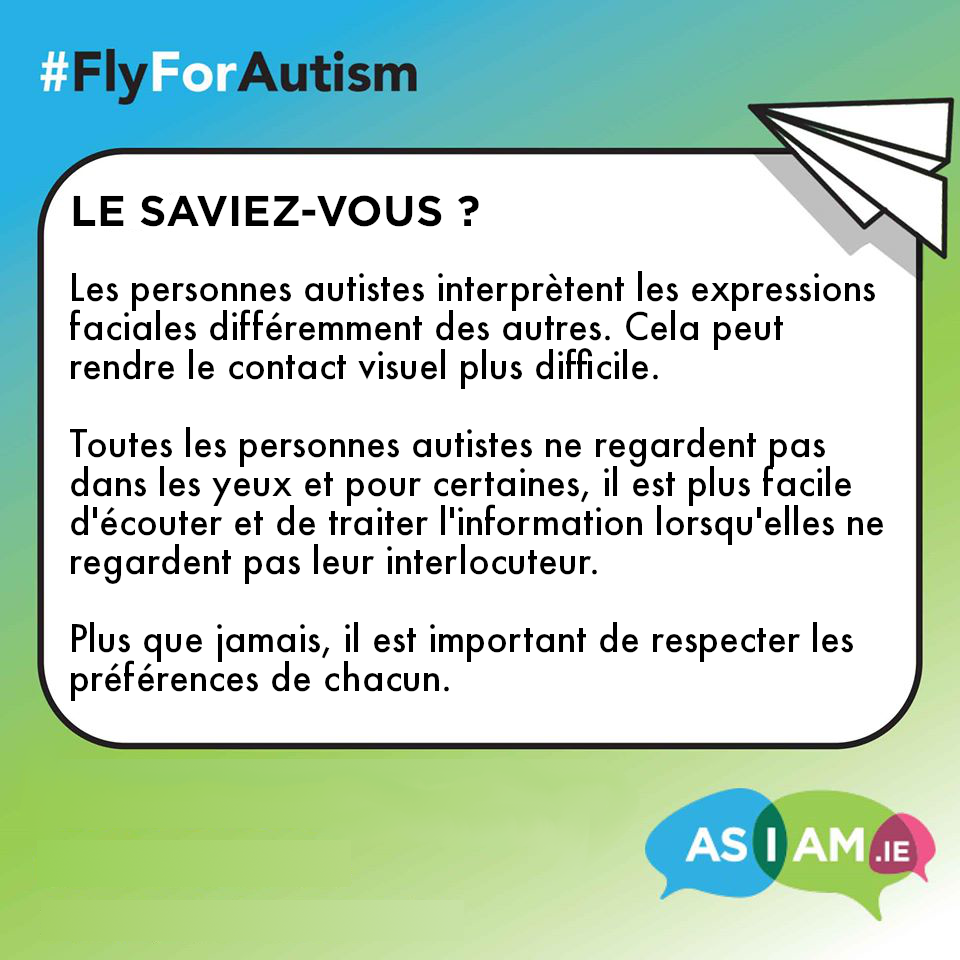 #FlyForAutism
LE SAVIEZ-VOUS ?
Les personnes autistes interprètent les expressions
faciales différemment des autres. Cela peut
rendre le contact visuel plus difficile.
Toutes les personnes autistes ne regardent pas
dans les yeux et pour certaines, il est plus facile
d'écouter et de traiter l'information lorsqu'elles ne
regardent pas leur interlocuteur.
Plus que jamais, il est important de respecter les
préférences de chacun.
AS I AM.IE